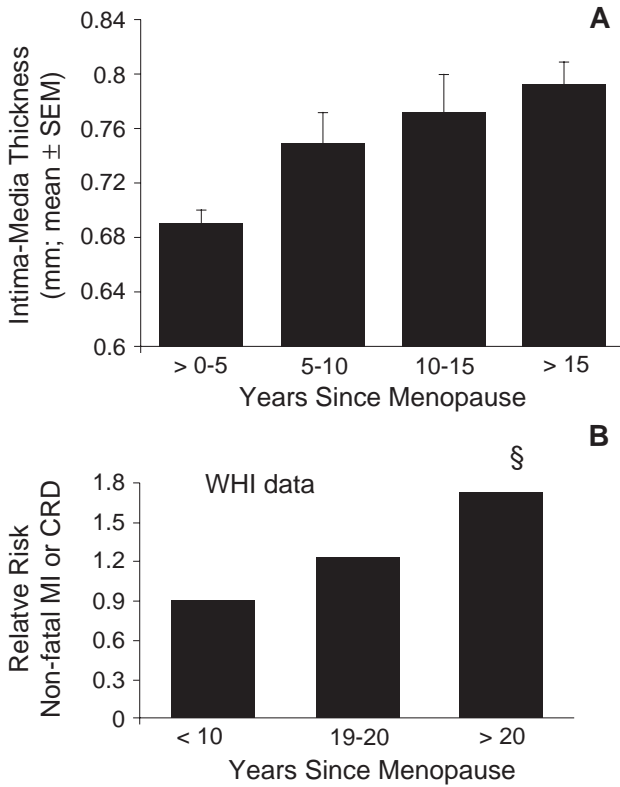 A
Intima-Media Thickness
(mm; mean ± SEM)
0.84
0.8
0.76
0.72
0.68
0.64
0.6
> 0-5 5-10 10-15 > 15
Years Since Menopause
B
§
WHI data
Relatve Risk
Non-fatal MI or CRD
1.8
1.5
1.2
0.9
0.6
0.3
0
< 10 19-20 > 20
Years Since Menopause